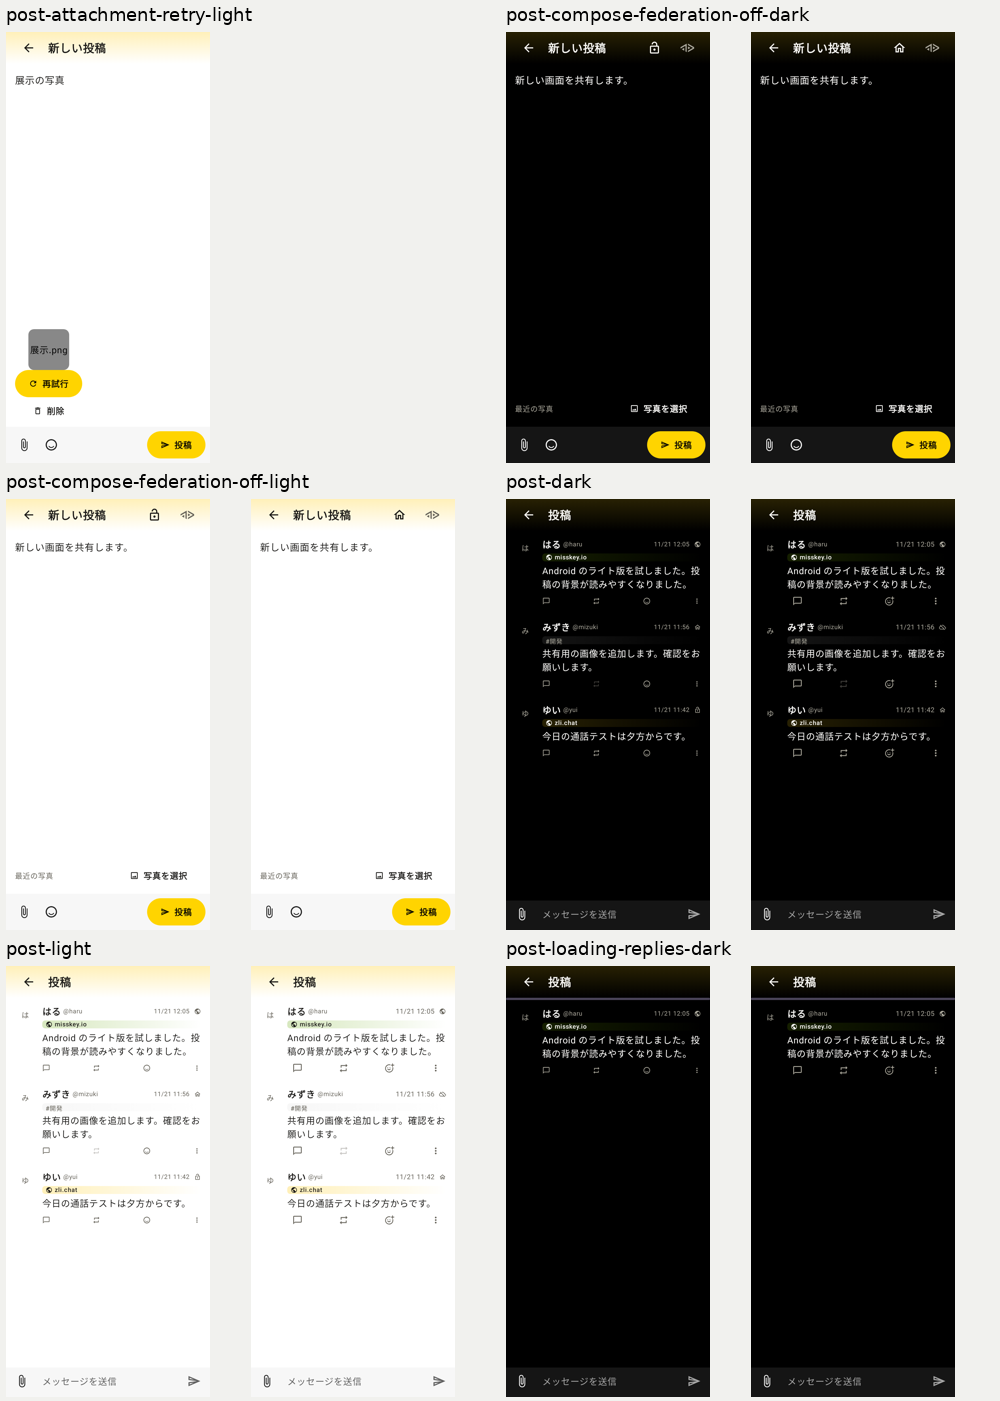 post-attachment-retry-light
新しい投稿
展示の写真
展示.png
再試行
削除
投稿
post-compose-federation-off-dark
新しい投稿
新しい画面を共有します。
最近の写真
写真を選択
投稿
新しい投稿
新しい画面を共有します。
最近の写真
写真を選択
投稿
post-compose-federation-off-light
新しい投稿
新しい画面を共有します。
最近の写真
写真を選択
投稿
新しい投稿
新しい画面を共有します。
最近の写真
写真を選択
投稿
post-dark
投稿
は はる @haru 11/21 12:05
misskey.io
Android のライト版を試しました。投
稿の背景が読みやすくなりました。
み みずき @mizuki 11/21 11:56
#開発
共有用の画像を追加します。確認をお
願いします。
ゆ ゆい @yui 11/21 11:42
zli.chat
今日の通話テストは夕方からです。
メッセージを送信
投稿
は はる @haru 11/21 12:05
misskey.io
Android のライト版を試しました。投
稿の背景が読みやすくなりました。
み みずき @mizuki 11/21 11:56
#開発
共有用の画像を追加します。確認をお
願いします。
ゆ ゆい @yui 11/21 11:42
zli.chat
今日の通話テストは夕方からです。
メッセージを送信
post-light
投稿
は はる @haru 11/21 12:05
misskey.io
Android のライト版を試しました。投
稿の背景が読みやすくなりました。
み みずき @mizuki 11/21 11:56
#開発
共有用の画像を追加します。確認をお
願いします。
ゆ ゆい @yui 11/21 11:42
zli.chat
今日の通話テストは夕方からです。
メッセージを送信
投稿
は はる @haru 11/21 12:05
misskey.io
Android のライト版を試しました。投
稿の背景が読みやすくなりました。
み みずき @mizuki 11/21 11:56
#開発
共有用の画像を追加します。確認をお
願いします。
ゆ ゆい @yui 11/21 11:42
zli.chat
今日の通話テストは夕方からです。
メッセージを送信
post-loading-replies-dark
投稿
は はる @haru 11/21 12:05
misskey.io
Android のライト版を試しました。投
稿の背景が読みやすくなりました。
メッセージを送信
投稿
は はる @haru 11/21 12:05
misskey.io
Android のライト版を試しました。投
稿の背景が読みやすくなりました。
メッセージを送信